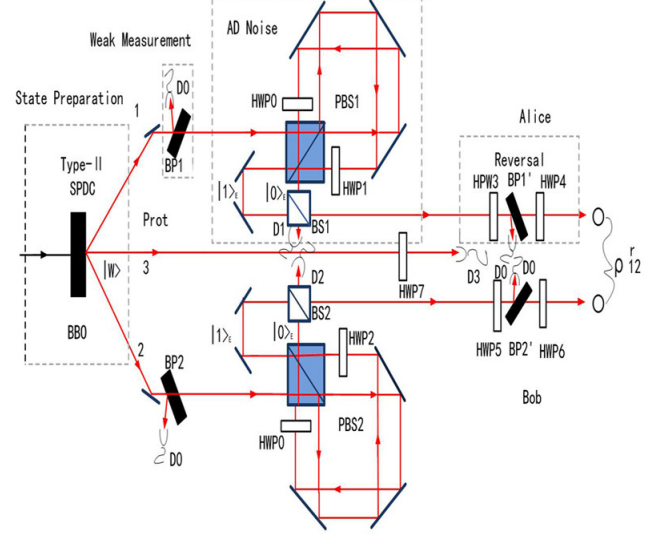 AD Noise
Weak Measurement
D0
HWP0
PBS1
State Preparation
1
BP1
Alice
Type-II
SPDC
|1⟩E
|0⟩E
HWP1
Reversal
HPW3
BP1'
HWP4
Prot
D1
BS1
|W>
3
D3
D0
D0
ρ r 12
HWP7
D2
BBO
BS2
|1⟩E
|0⟩E
HWP2
2
BP2
HWP5
BP2'
HWP6
HWP0
PBS2
Bob
D0